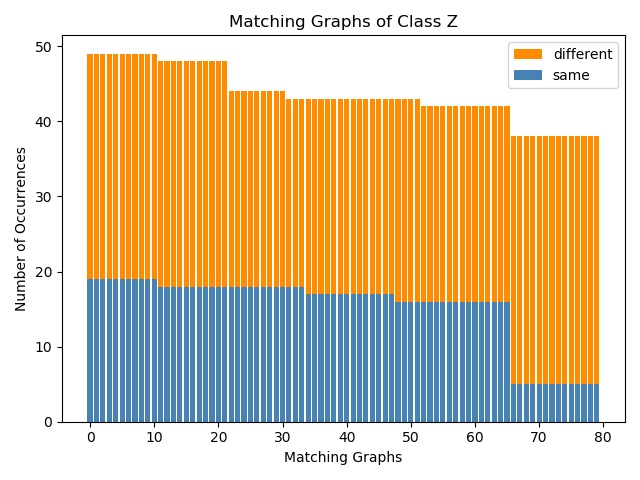 Matching Graphs of Class Z
different
same
Number of Occurrences
50
40
30
20
10
0
0 10 20 30 40 50 60 70 80
Matching Graphs